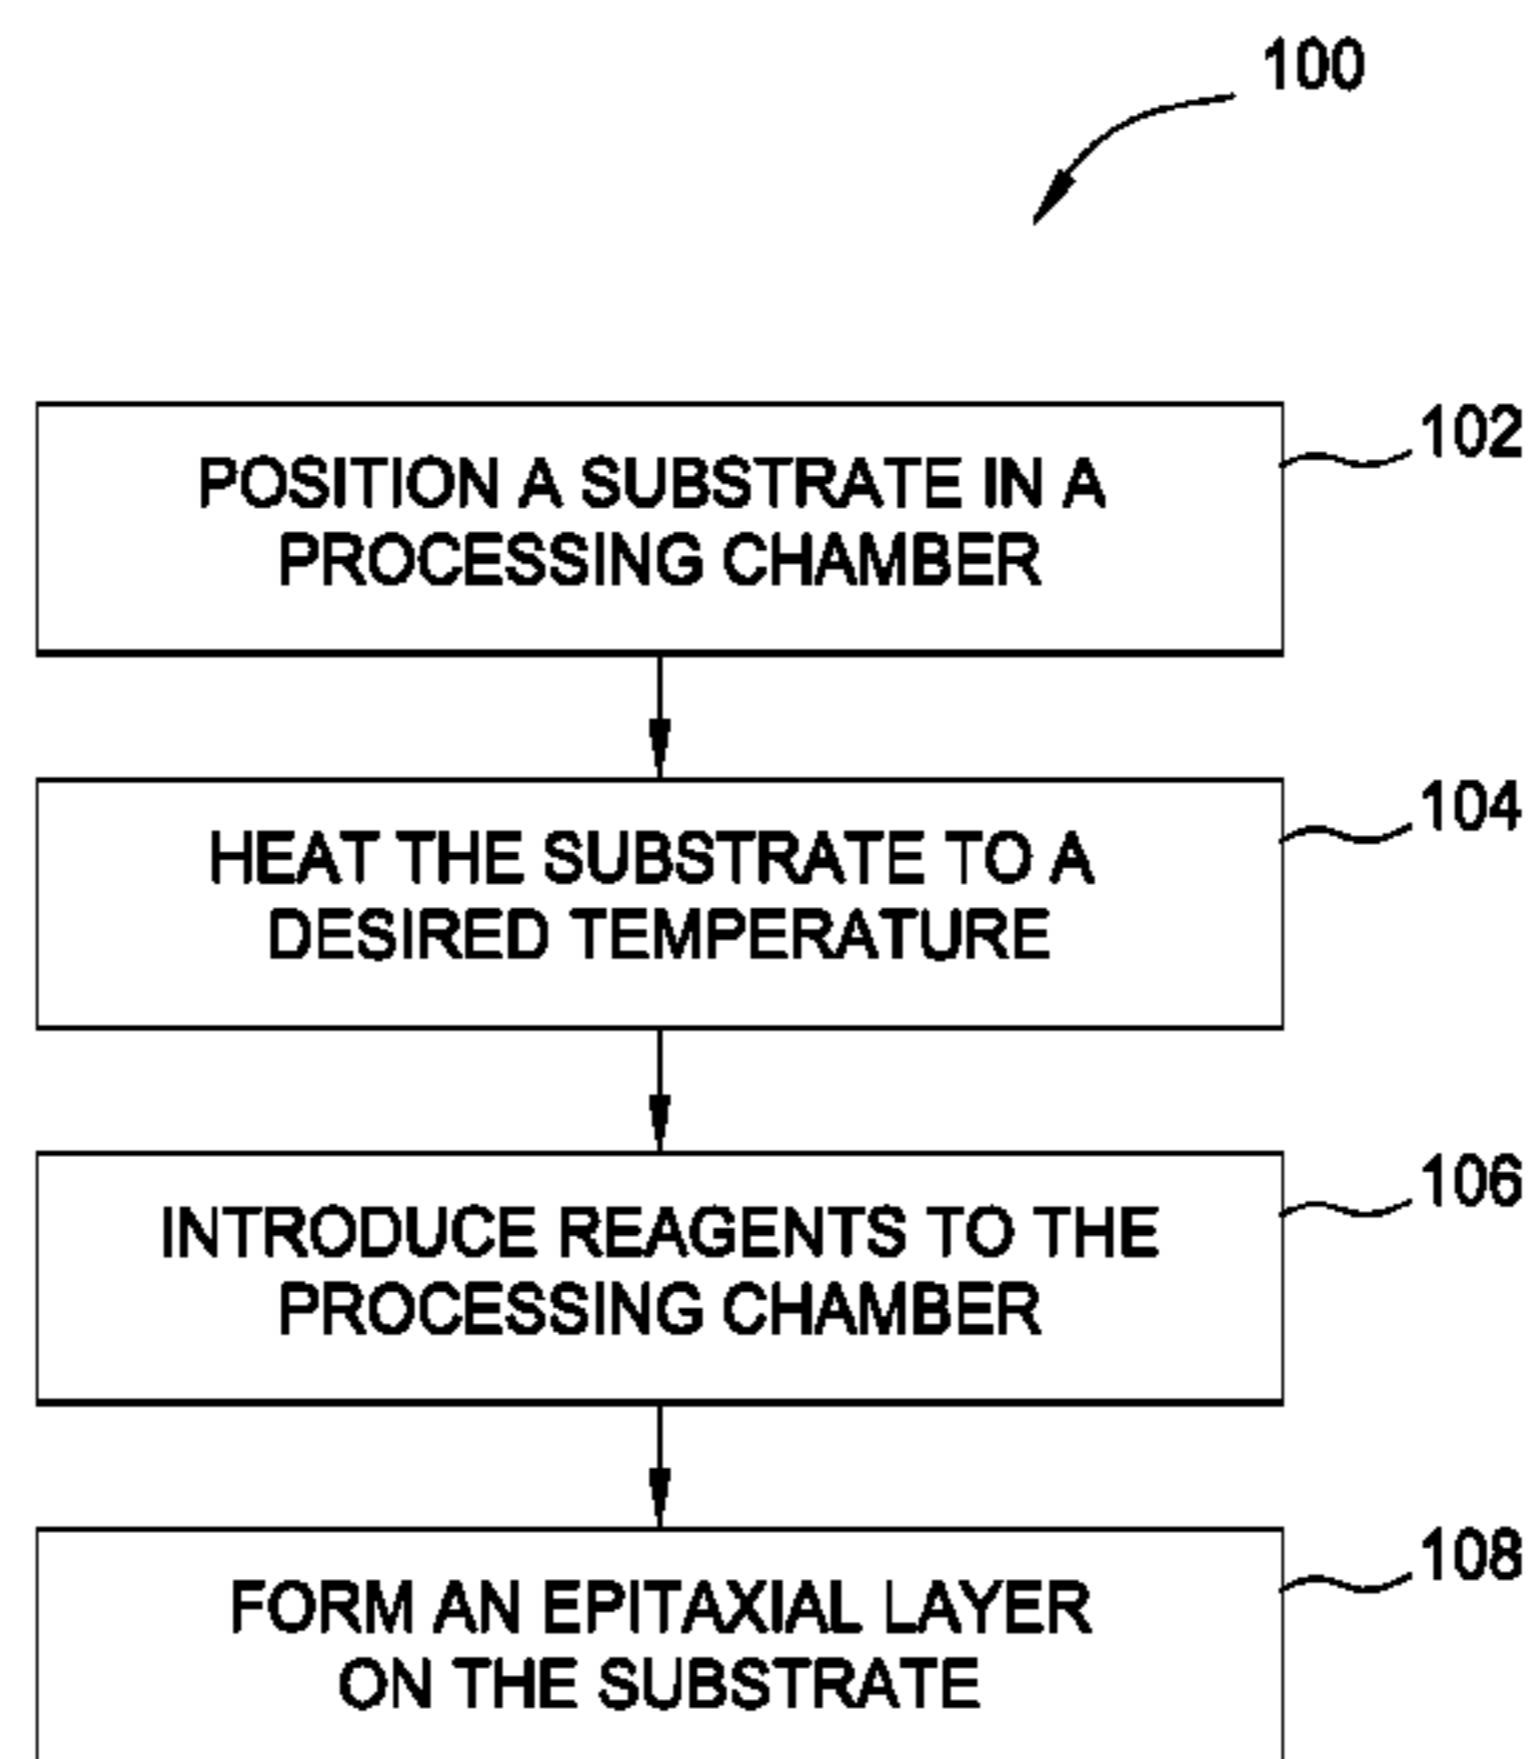 100
POSITION A SUBSTRATE IN A
PROCESSING CHAMBER
102
HEAT THE SUBSTRATE TO A
DESIRED TEMPERATURE
104
INTRODUCE REAGENTS TO THE
PROCESSING CHAMBER
106
FORM AN EPITAXIAL LAYER
ON THE SUBSTRATE
108